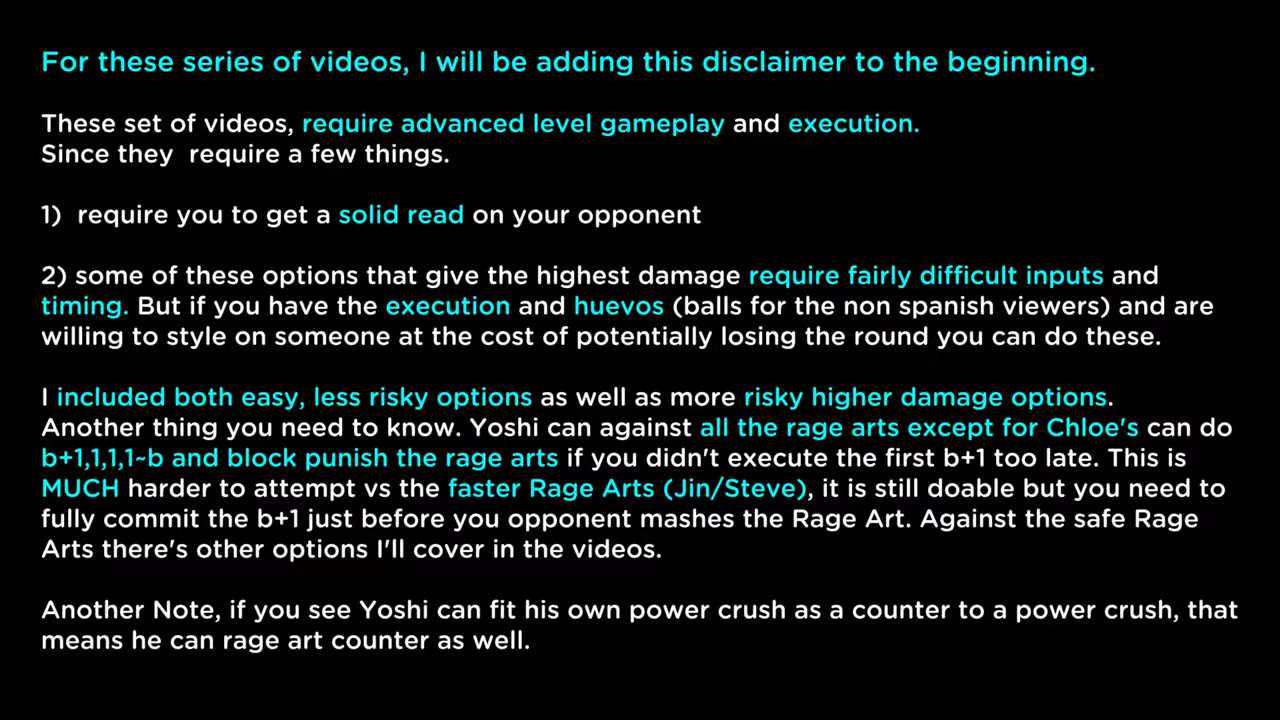 For these series of videos, I will be adding this disclaimer to the beginning.
These set of videos, require advanced level gameplay and execution.
Since they require a few things.
1) require you to get a solid read on your opponent
2) some of these options that give the highest damage require fairly difficult inputs and
timing. But if you have the execution and huevos (balls for the non spanish viewers) and are
willing to style on someone at the cost of potentially losing the round you can do these.
I included both easy, less risky options as well as more risky higher damage options.
Another thing you need to know. Yoshi can against all the rage arts except for Chloe's can do
b+1,1,1,1~b and block punish the rage arts if you didn't execute the first b+1 too late. This is
MUCH harder to attempt vs the faster Rage Arts (Jin/Steve), it is still doable but you need to
fully commit the b+1 just before you opponent mashes the Rage Art. Against the safe Rage
Arts there's other options I'll cover in the videos.
Another Note, if you see Yoshi can fit his own power crush as a counter to a power crush, that
means he can rage art counter as well.